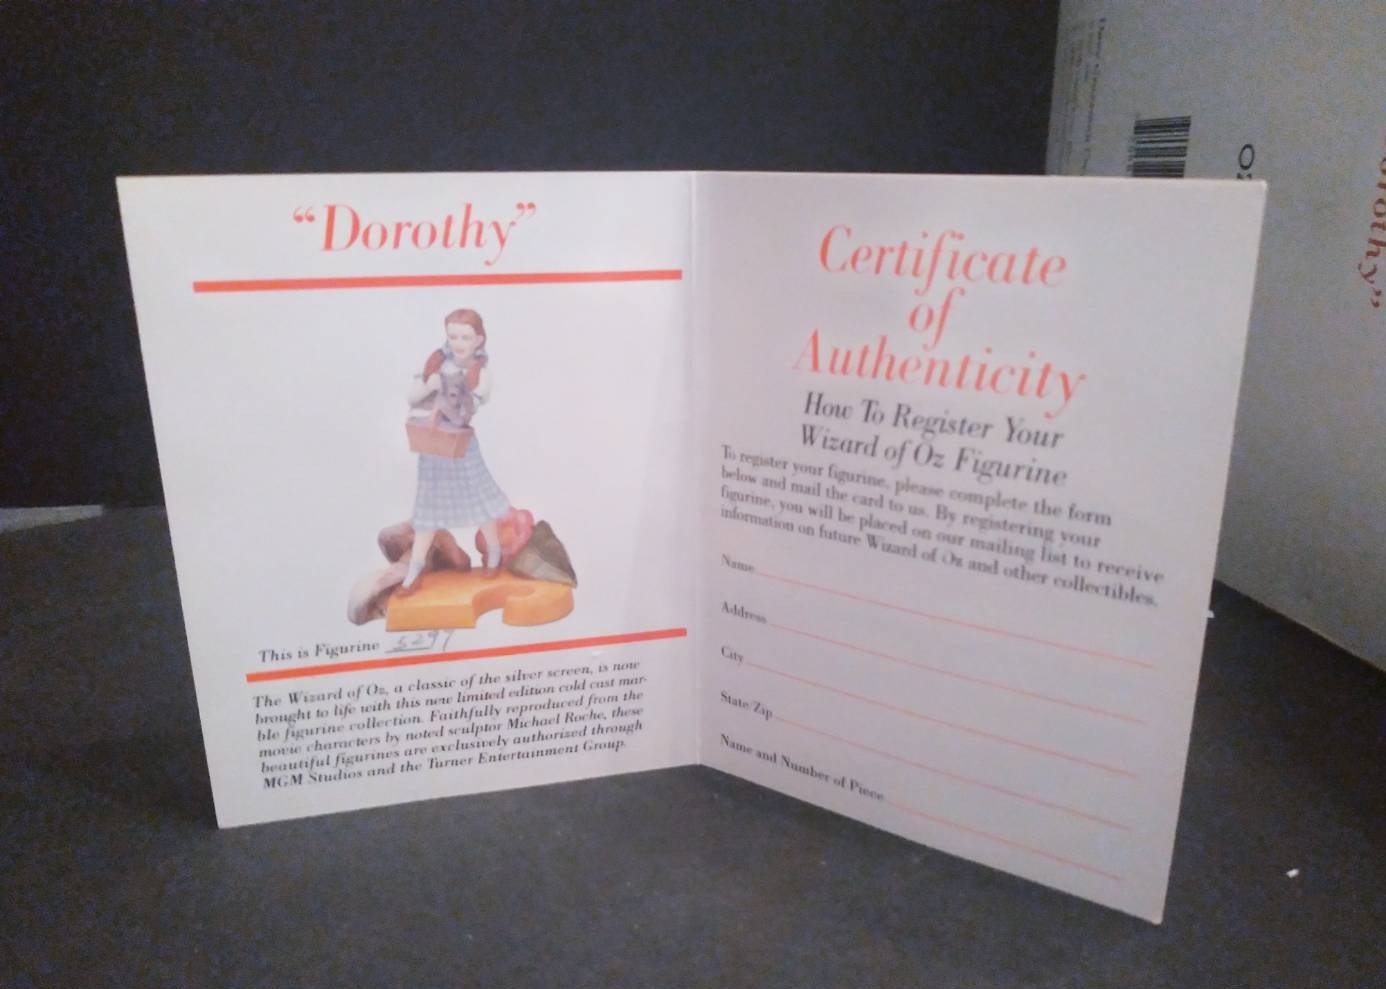 “Dorothy”
This is Figurine 5297
The Wizard of Oz, a classic of the silver screen, is now
brought to life with this new limited edition cold cast mar-
ble figurine collection. Faithfully reproduced from the
movie characters by noted sculptor Michael Roche, these
beautiful figurines are exclusively authorized through
MGM Studios and the Turner Entertainment Group.
Certificate
of
Authenticity
How To Register Your
Wizard of Oz Figurine
To register your figurine, please complete the form
below and mail the card to us. By registering your
figurine, you will be placed on our mailing list to receive
information on future Wizard of Oz and other collectibles.
Name
Address
City
State/Zip
Name and Number of Piece